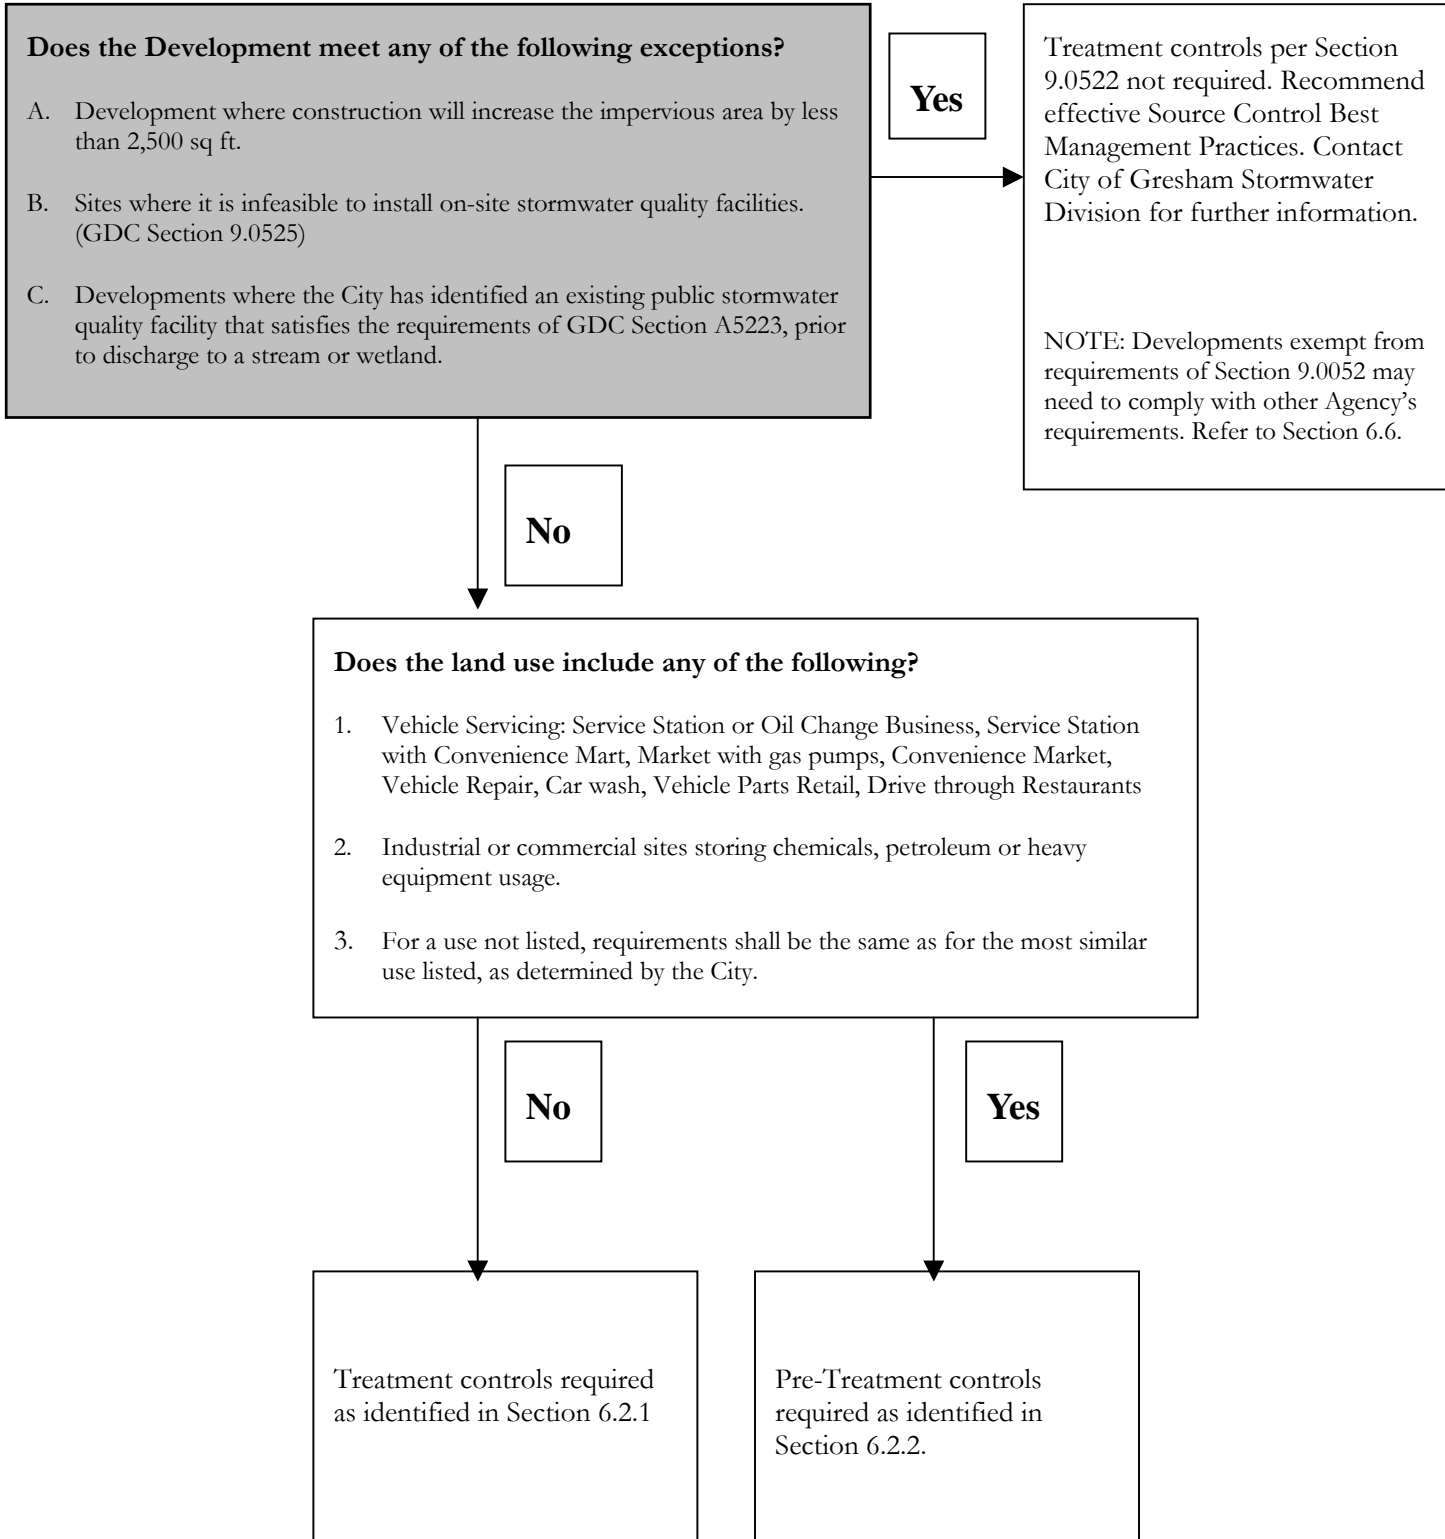 Does the Development meet any of the following exceptions?
A. Development where construction will increase the impervious area by less
than 2,500 sq ft.
B. Sites where it is infeasible to install on-site stormwater quality facilities.
(GDC Section 9.0525)
C. Developments where the City has identified an existing public stormwater
quality facility that satisfies the requirements of GDC Section A5223, prior
to discharge to a stream or wetland.
Yes
Treatment controls per Section
9.0522 not required. Recommend
effective Source Control Best
Management Practices. Contact
City of Gresham Stormwater
Division for further information.
NOTE: Developments exempt from
requirements of Section 9.0052 may
need to comply with other Agency’s
requirements. Refer to Section 6.6.
No
Does the land use include any of the following?
1. Vehicle Servicing: Service Station or Oil Change Business, Service Station
with Convenience Mart, Market with gas pumps, Convenience Market,
Vehicle Repair, Car wash, Vehicle Parts Retail, Drive through Restaurants
2. Industrial or commercial sites storing chemicals, petroleum or heavy
equipment usage.
3. For a use not listed, requirements shall be the same as for the most similar
use listed, as determined by the City.
No
Yes
Treatment controls required
as identified in Section 6.2.1
Pre-Treatment controls
required as identified in
Section 6.2.2.